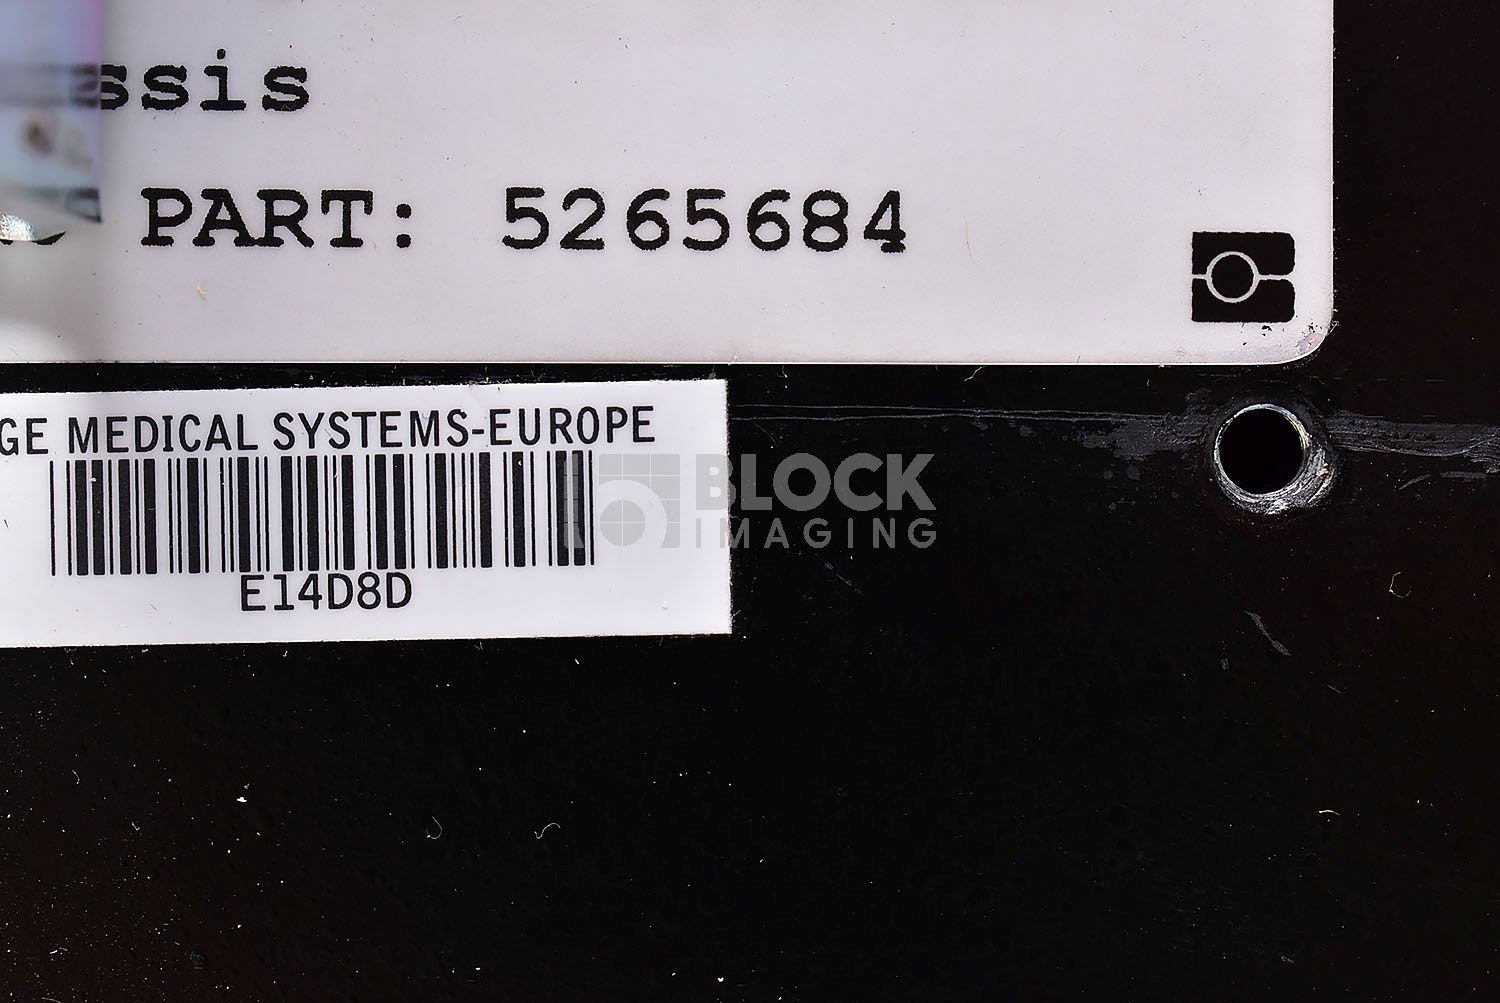 ssis
PART: 5265684
GE MEDICAL SYSTEMS-EUROPE
E14D8D
BLOCK
IMAGING